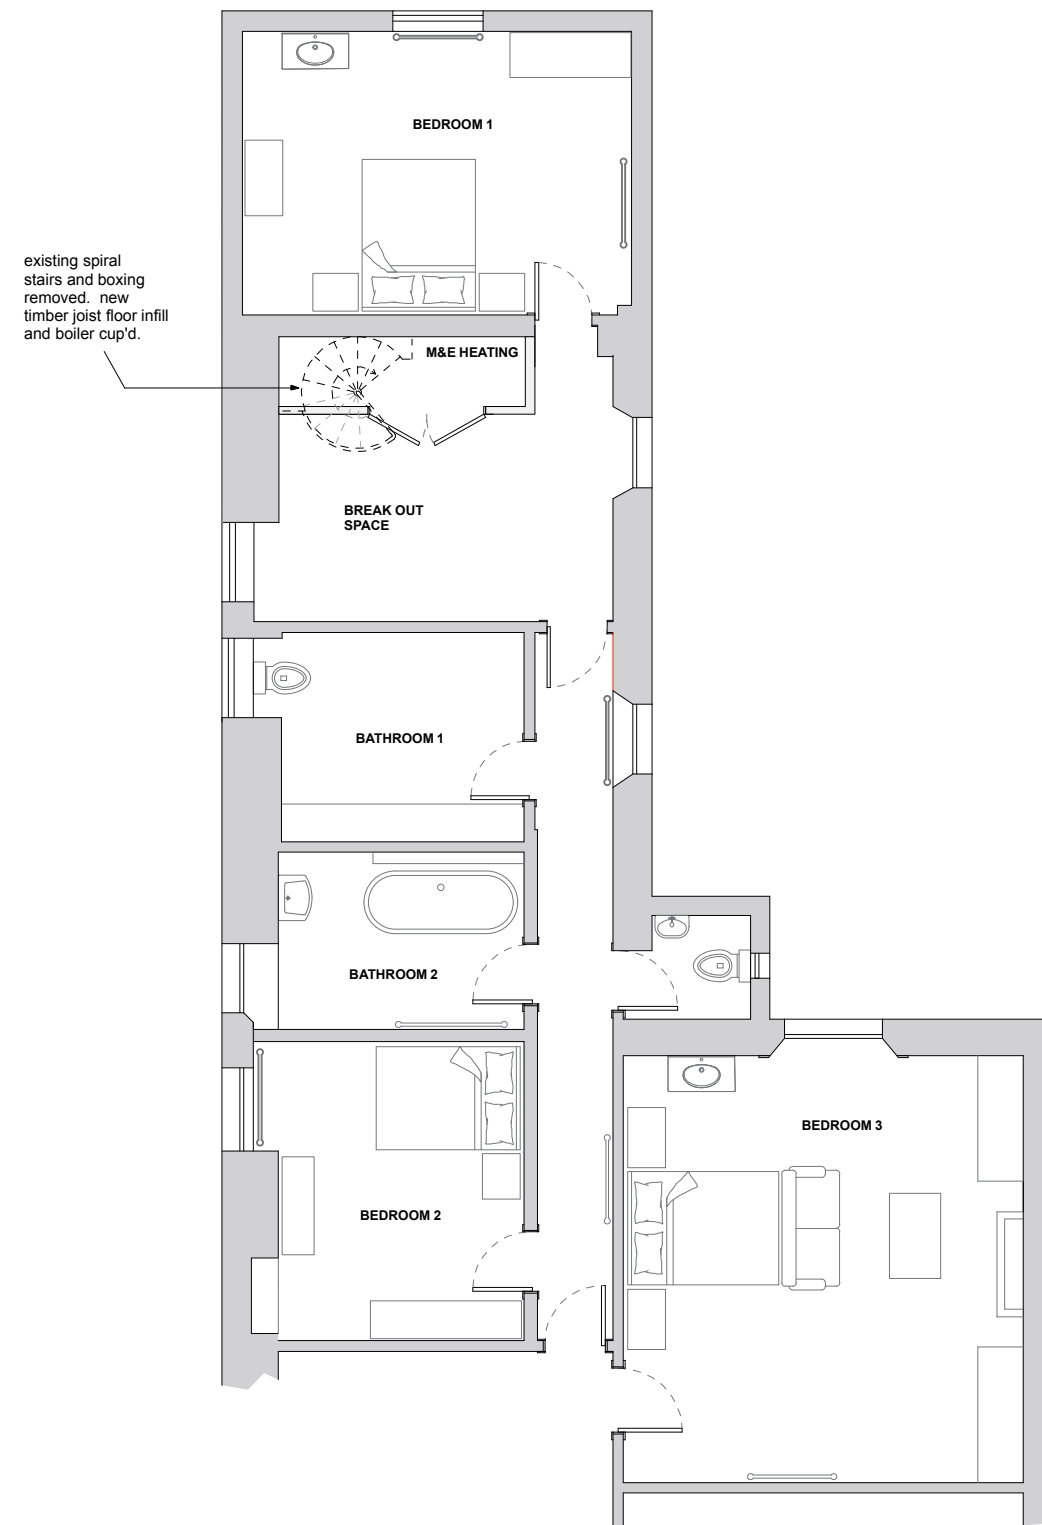 BEDROOM 1
existing spiral
stairs and boxing
removed.  new
timber joist floor infill
and boiler cup'd.
M&E HEATING
BREAK OUT
SPACE
BATHROOM 1
BATHROOM 2
BEDROOM 3
BEDROOM 2